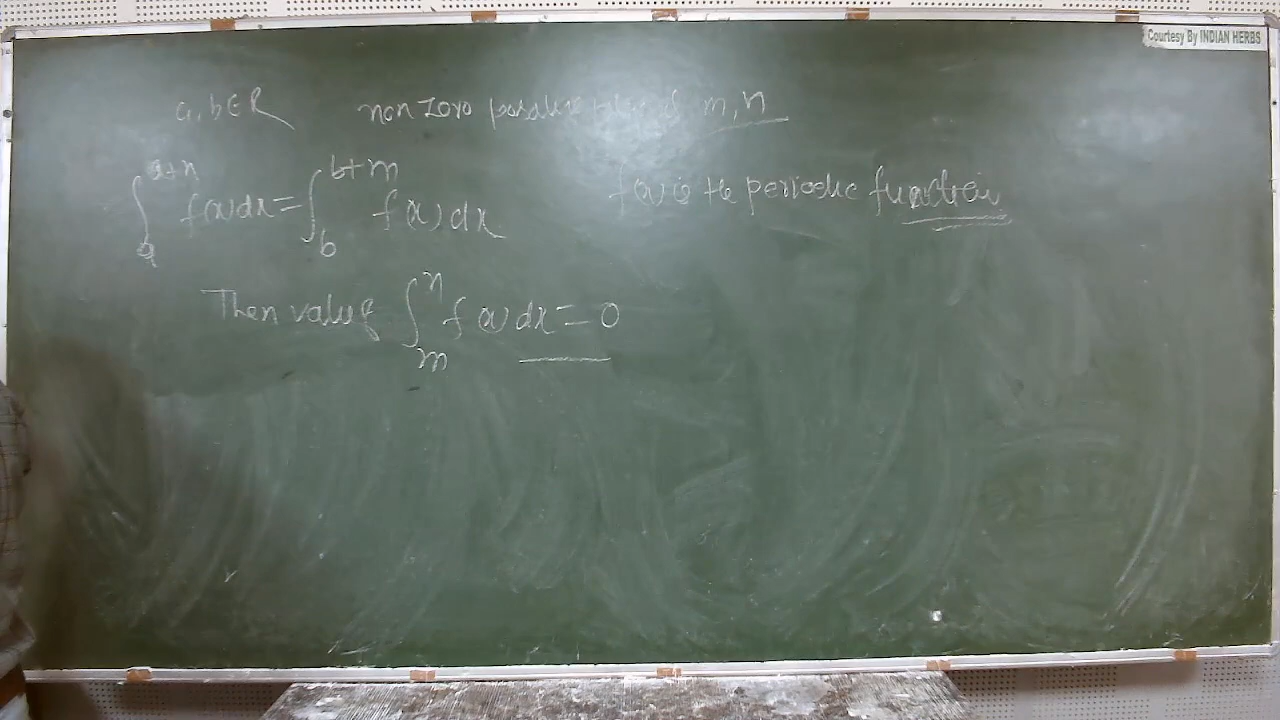 Courtesy By INDIAN HERBS
a, b ∈ R non zero m, n
∫_a^{a+n} f(x) dx = ∫_b^{b+m} f(x) dx f(x) is the periodic function
Then value of ∫_m^n f(x) dx = 0